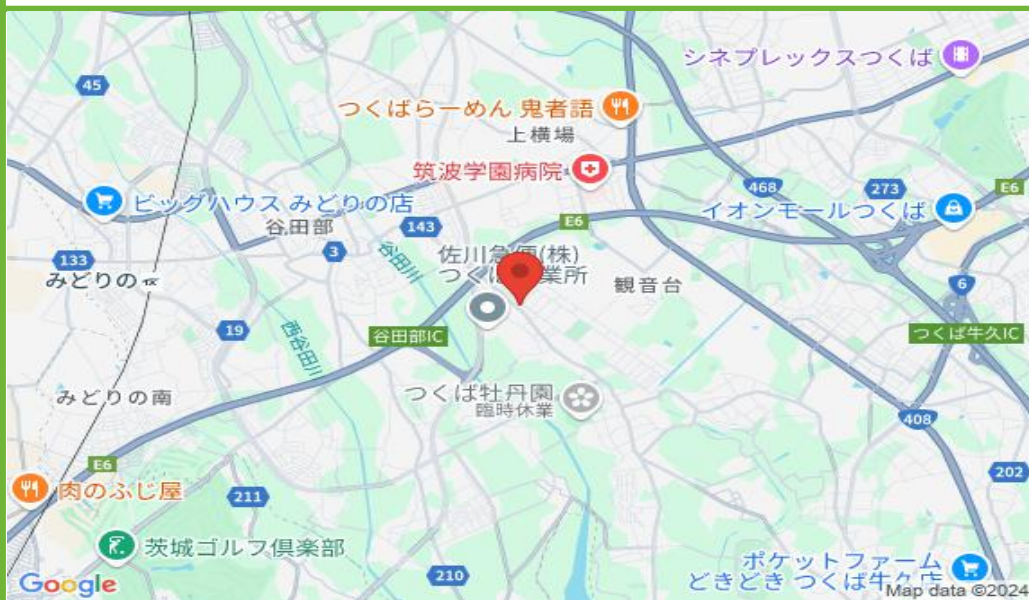 シネプレックスつくば
45
つくばらーめん 鬼者語
上横場
筑波学園病院
468
273
E6
ビッグハウス みどりの店
イオンモールつくば
谷田部
143
E6
3
谷田川
佐川急便(株)
133
みどりの
観音台
6
19
谷田部IC
つくば牛久IC
西谷田川
みどりの南
つくば牡丹園
臨時休業
408
E6
202
肉のふじ屋
211
茨城ゴルフ倶楽部
210
ポケットファーム
どきどき つくば牛久店
Google
Map data ©2024